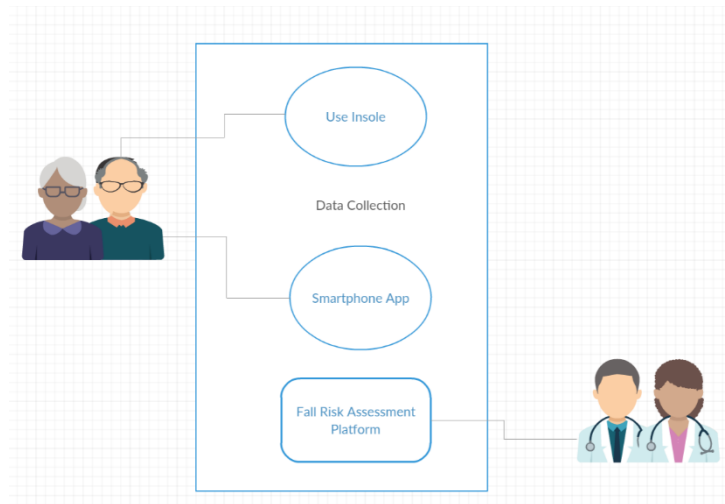 Use Insole
Data Collection
Smartphone App
Fall Risk Assessment
Platform